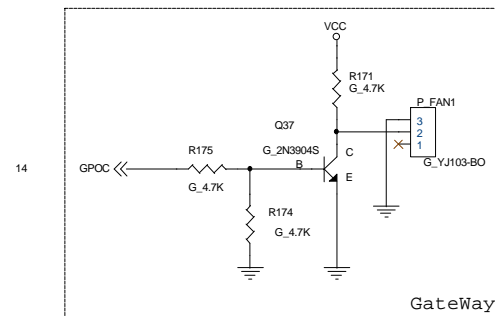 VCC
R171
G_4.7K
P_FAN1
3
2
1
G_YJ103-BO
Q37
G_2N3904S
C
B
E
R175
G_4.7K
14
GPOC
R174
G_4.7K
GateWay